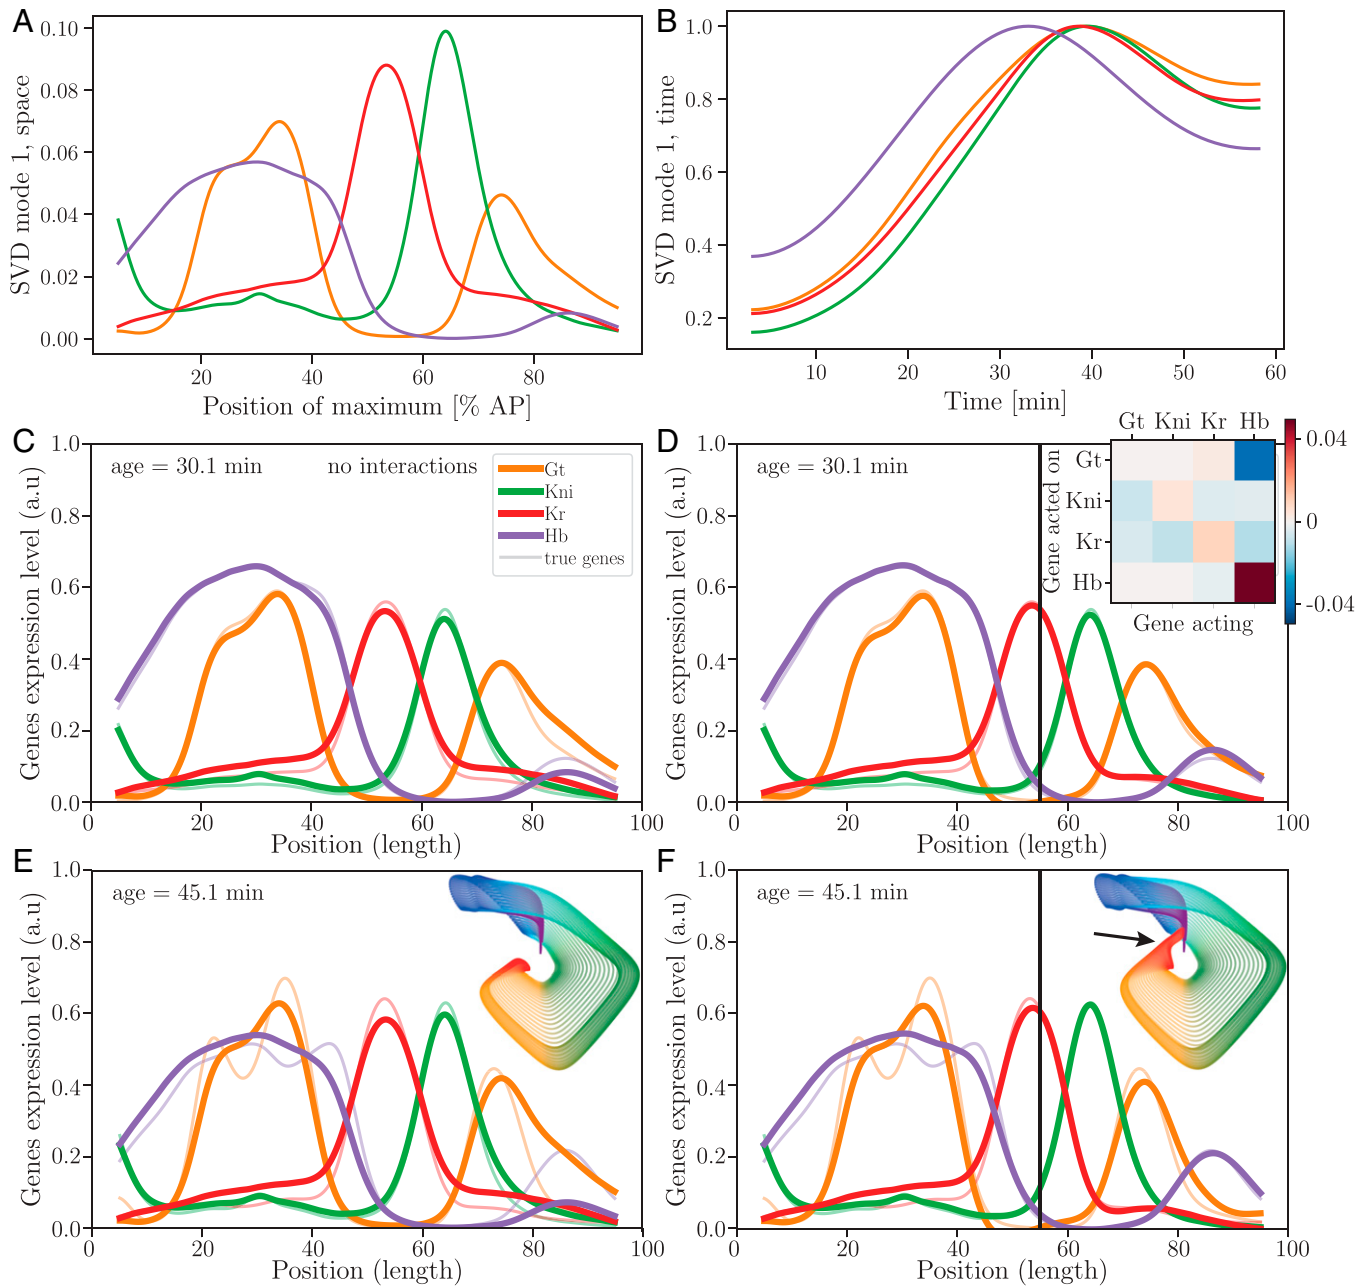 A
SVD mode 1, space
0.10
0.08
0.06
0.04
0.02
0.00
20
40
60
80
Position of maximum [% AP]
B
SVD mode 1, time
1.0
0.8
0.6
0.4
0.2
10
20
30
40
50
60
Time [min]
C
Genes expression level (a.u)
1.0
0.8
0.6
0.4
0.2
0.0
age = 30.1 min
no interactions
Gt
Kni
Kr
Hb
true genes
0
20
40
60
80
100
Position (length)
D
Genes expression level (a.u)
1.0
0.8
0.6
0.4
0.2
0.0
age = 30.1 min
Gt Kni Kr Hb
Gene acted on
Gt
Kni
Kr
Hb
Gene acting
0.04
0
-0.04
0
20
40
60
80
100
Position (length)
E
Genes expression level (a.u)
1.0
0.8
0.6
0.4
0.2
0.0
age = 45.1 min
0
20
40
60
80
100
Position (length)
F
Genes expression level (a.u)
1.0
0.8
0.6
0.4
0.2
0.0
age = 45.1 min
0
20
40
60
80
100
Position (length)